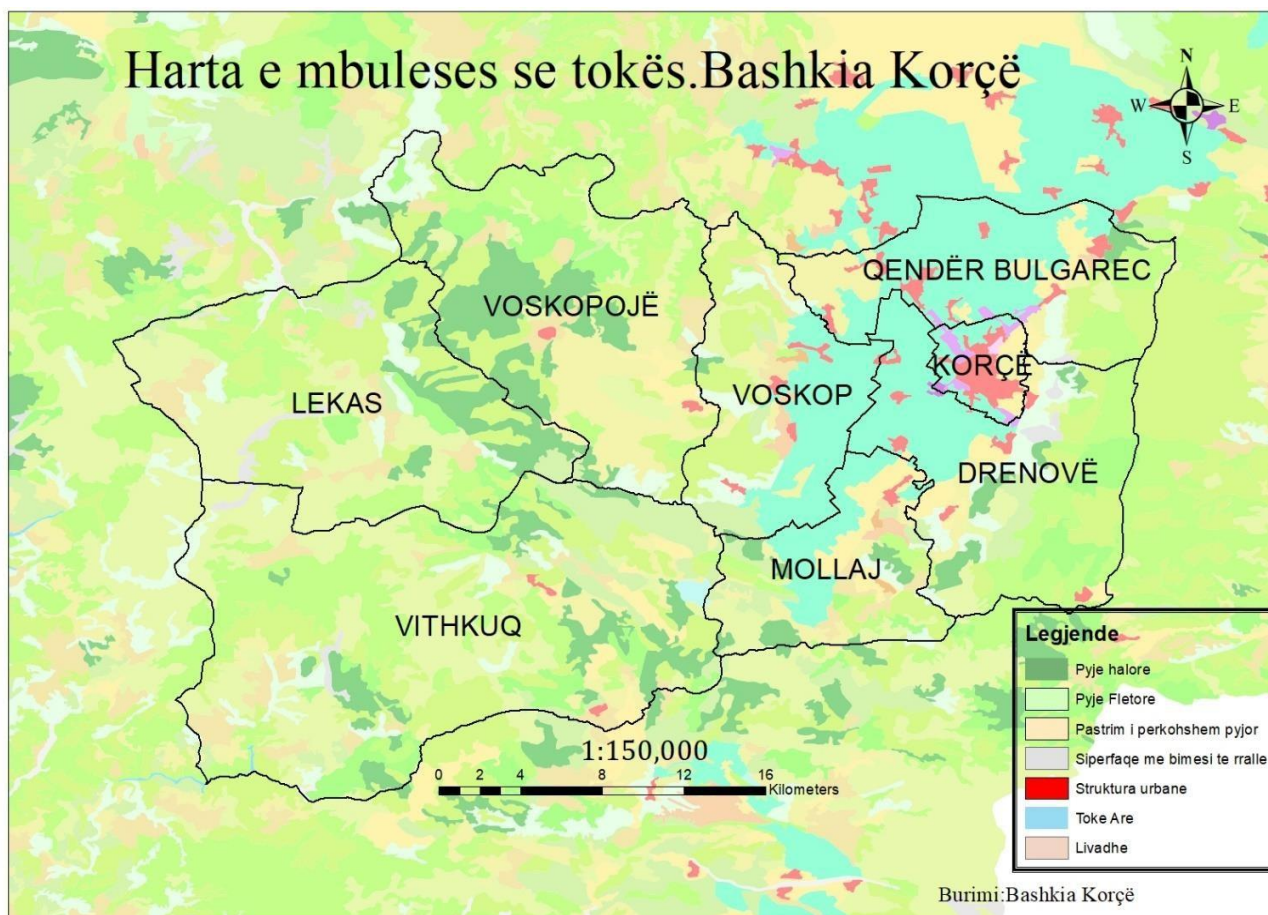 Harta e mbuleses se tokës.Bashkia Korçë
N
W E
S
QENDËR BULGAREC
VOSKOPOJË
KORÇË
VOSKOP
LEKAS
DRENOVË
MOLLAJ
VITHKUQ
1:150,000
0 2 4 8 12 16
Kilometers
Legjende
Pyje halore
Pyje Fletore
Pastrim i perkohshem pyjor
Siperfaqe me bimesi te rralle
Struktura urbane
Toke Are
Livadhe
Burimi:Bashkia Korçë